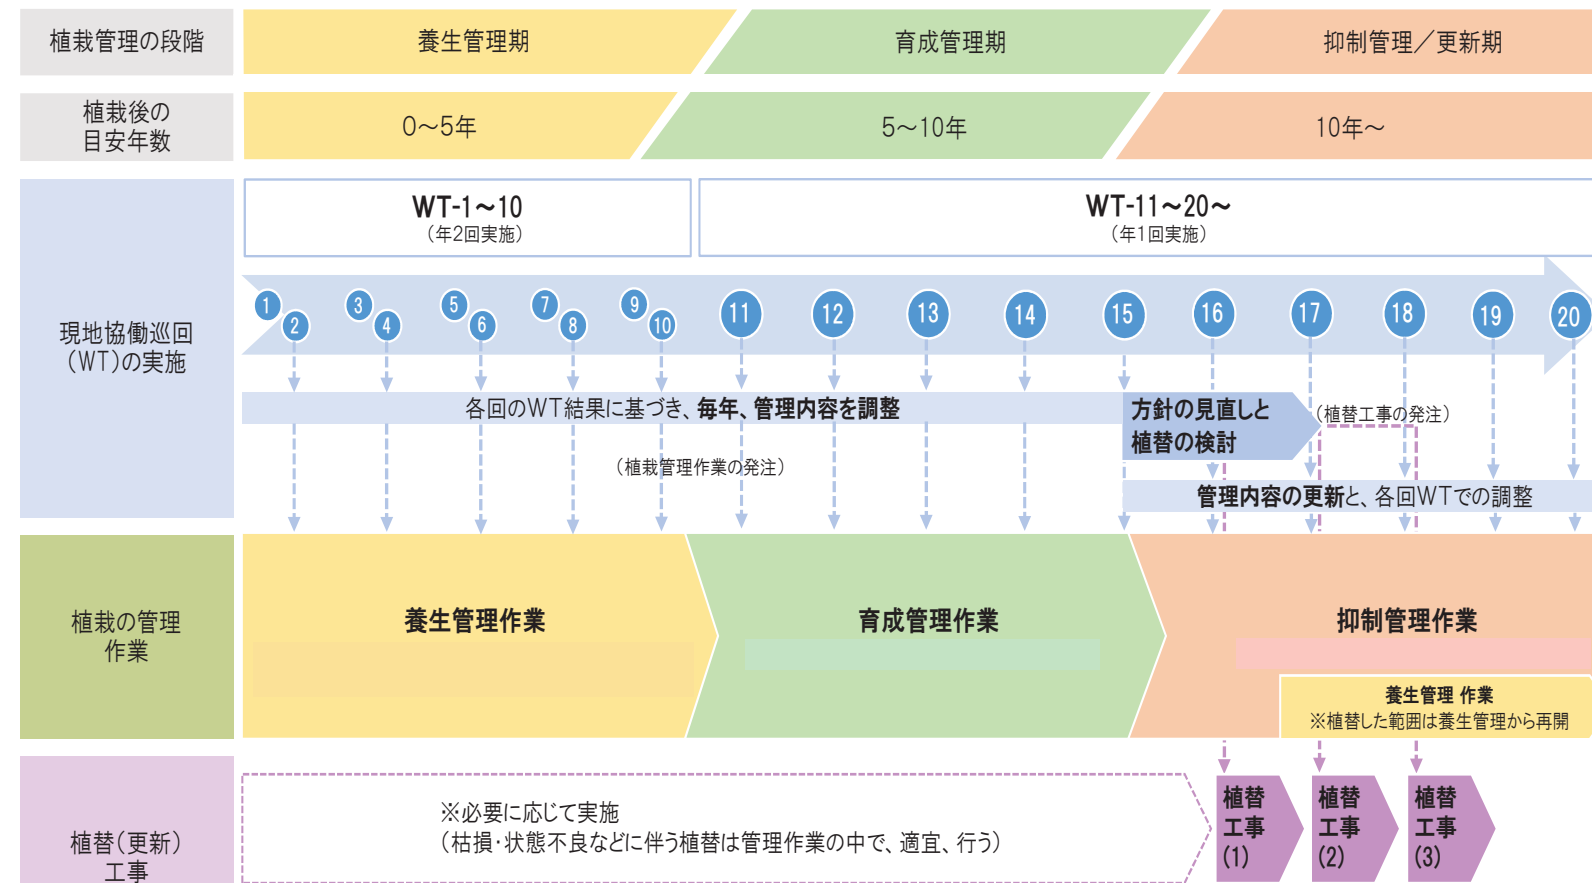 植栽管理の段階
養生管理期
育成管理期
抑制管理／更新期
植栽後の
目安年数
0～5年
5～10年
10年～
WT-1～10
（年2回実施）
WT-11～20～
（年1回実施）
現地協働巡回
（WT）の実施
1
2
3
4
5
6
7
8
9
10
11
12
13
14
15
16
17
18
19
20
各回のWT結果に基づき、毎年、管理内容を調整
方針の見直しと
植替の検討
（植替工事の発注）
（植栽管理作業の発注）
管理内容の更新と、各回WTでの調整
植栽の管理
作業
養生管理作業
育成管理作業
抑制管理作業
養生管理 作業
※植替した範囲は養生管理から再開
植替（更新）
工事
※必要に応じて実施
（枯損・状態不良などに伴う植替は管理作業の中で、適宜、行う）
植替
工事
(1)
植替
工事
(2)
植替
工事
(3)